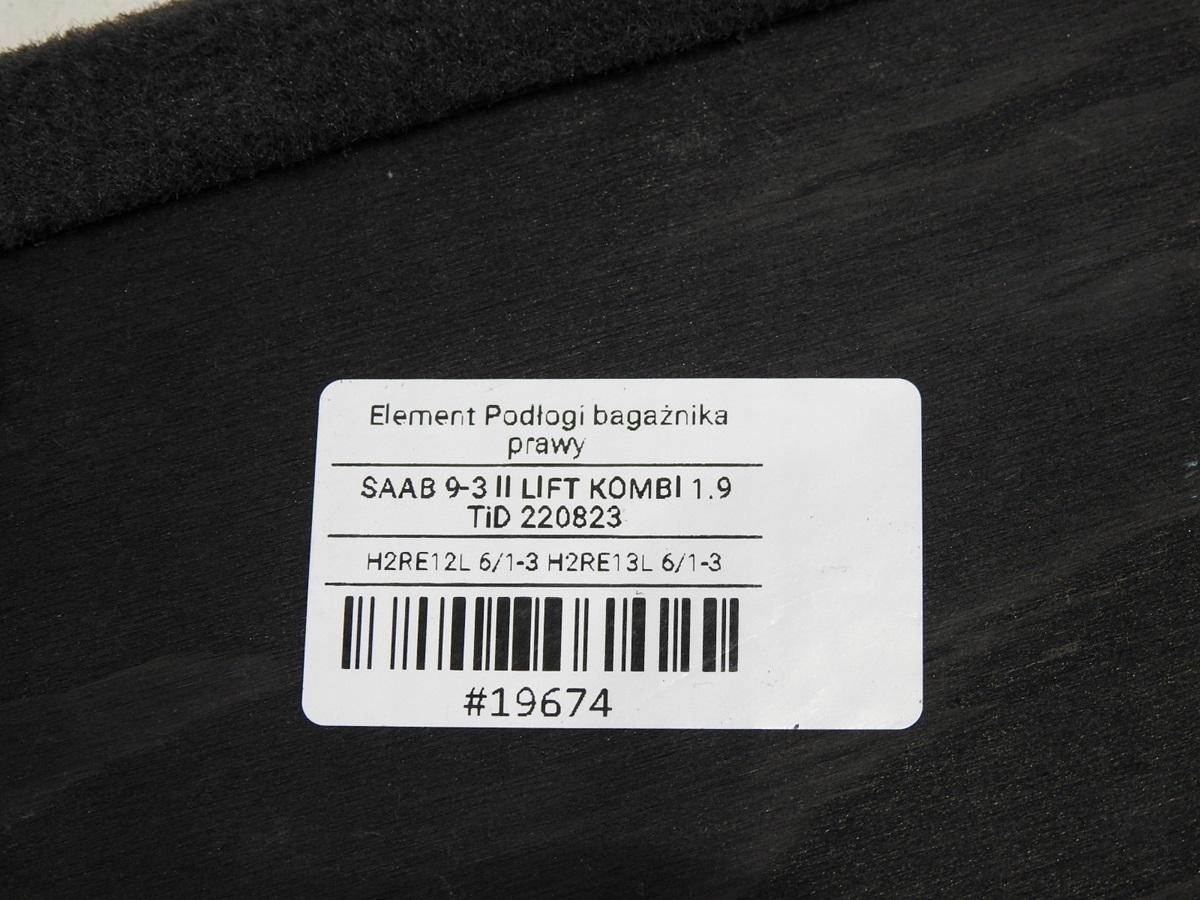 Element Podłogi bagażnika
prawy
SAAB 9-3 II LIFT KOMBI 1.9
TiD 220823
H2RE12L 6/1-3 H2RE13L 6/1-3
#19674